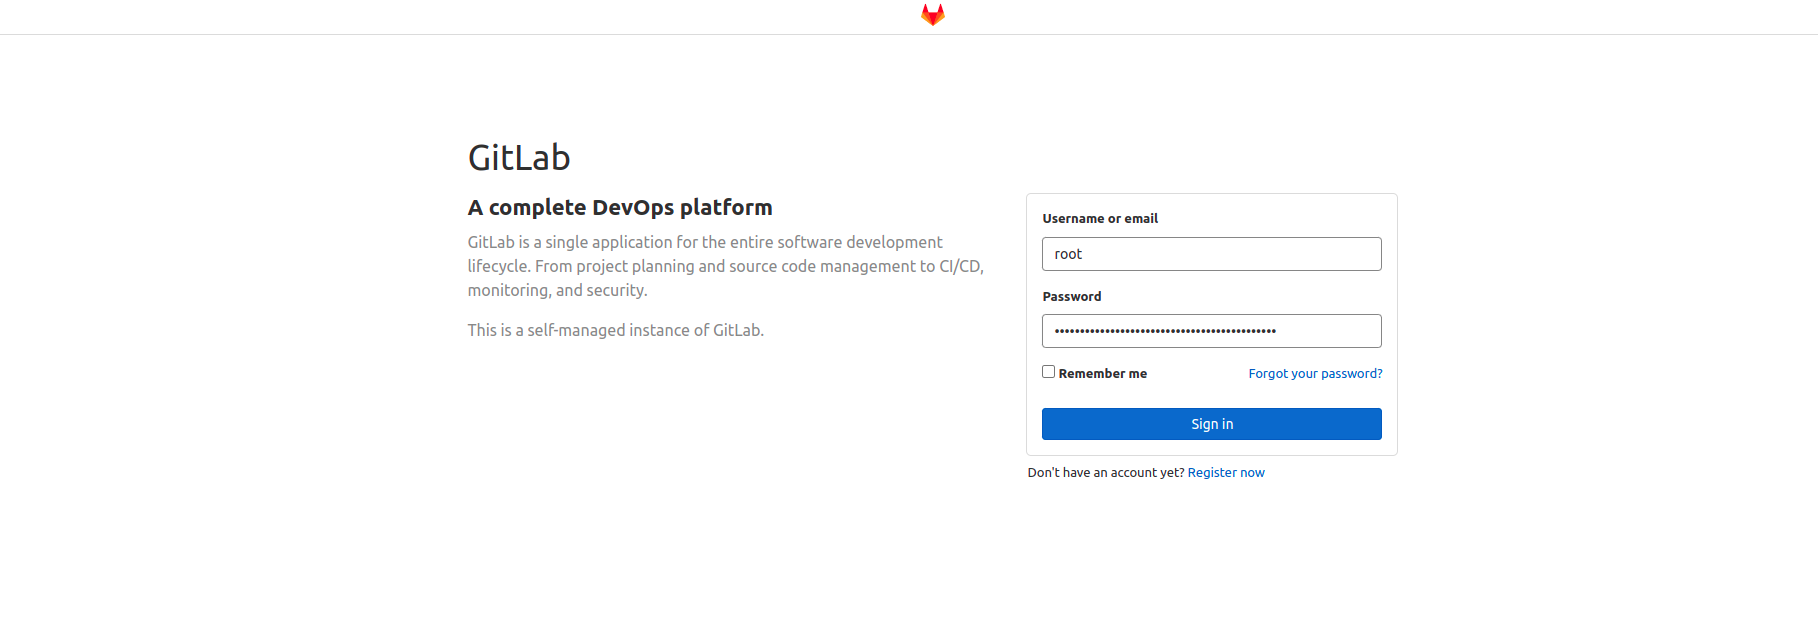 GitLab
A complete DevOps platform
GitLab is a single application for the entire software development
lifecycle. From project planning and source code management to CI/CD,
monitoring, and security.
This is a self-managed instance of GitLab.
Username or email
root
Password
••••••••••••••••••••••••••••••••••••••••••••
Remember me
Forgot your password?
Sign in
Don't have an account yet? Register now